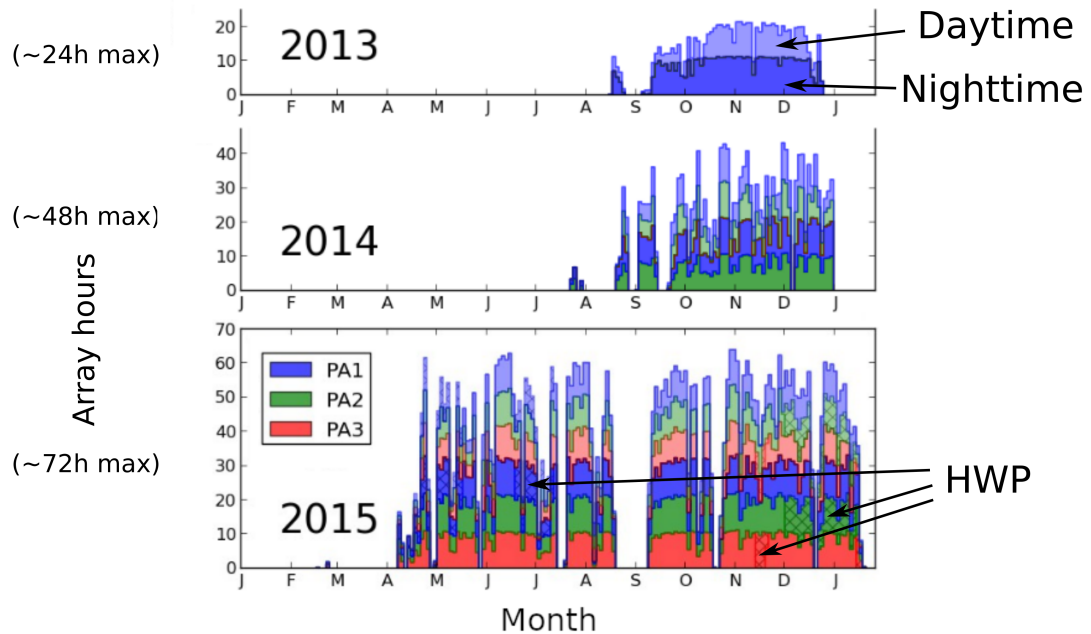 (~24h max)
20
10
0
2013
Daytime
Nighttime
J F M A M J J A S O N D J
(~48h max)
40
30
20
10
0
2014
J F M A M J J A S O N D J
Array hours
(~72h max)
70
60
50
40
30
20
10
0
PA1
PA2
PA3
2015
HWP
J F M A M J J A S O N D J
Month